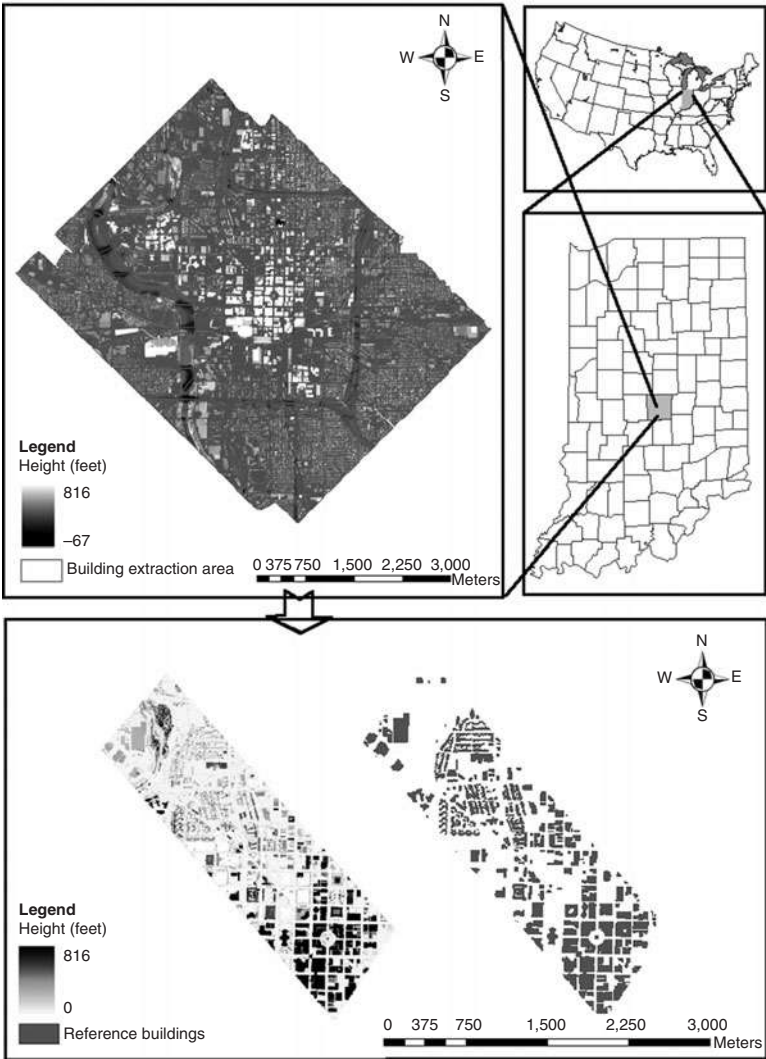 N
W E
S
Legend
Height (feet)
816
–67
Building extraction area
0 375 750 1,500 2,250 3,000
Meters
N
W E
S
Legend
Height (feet)
816
0
Reference buildings
0 375 750 1,500 2,250 3,000
Meters